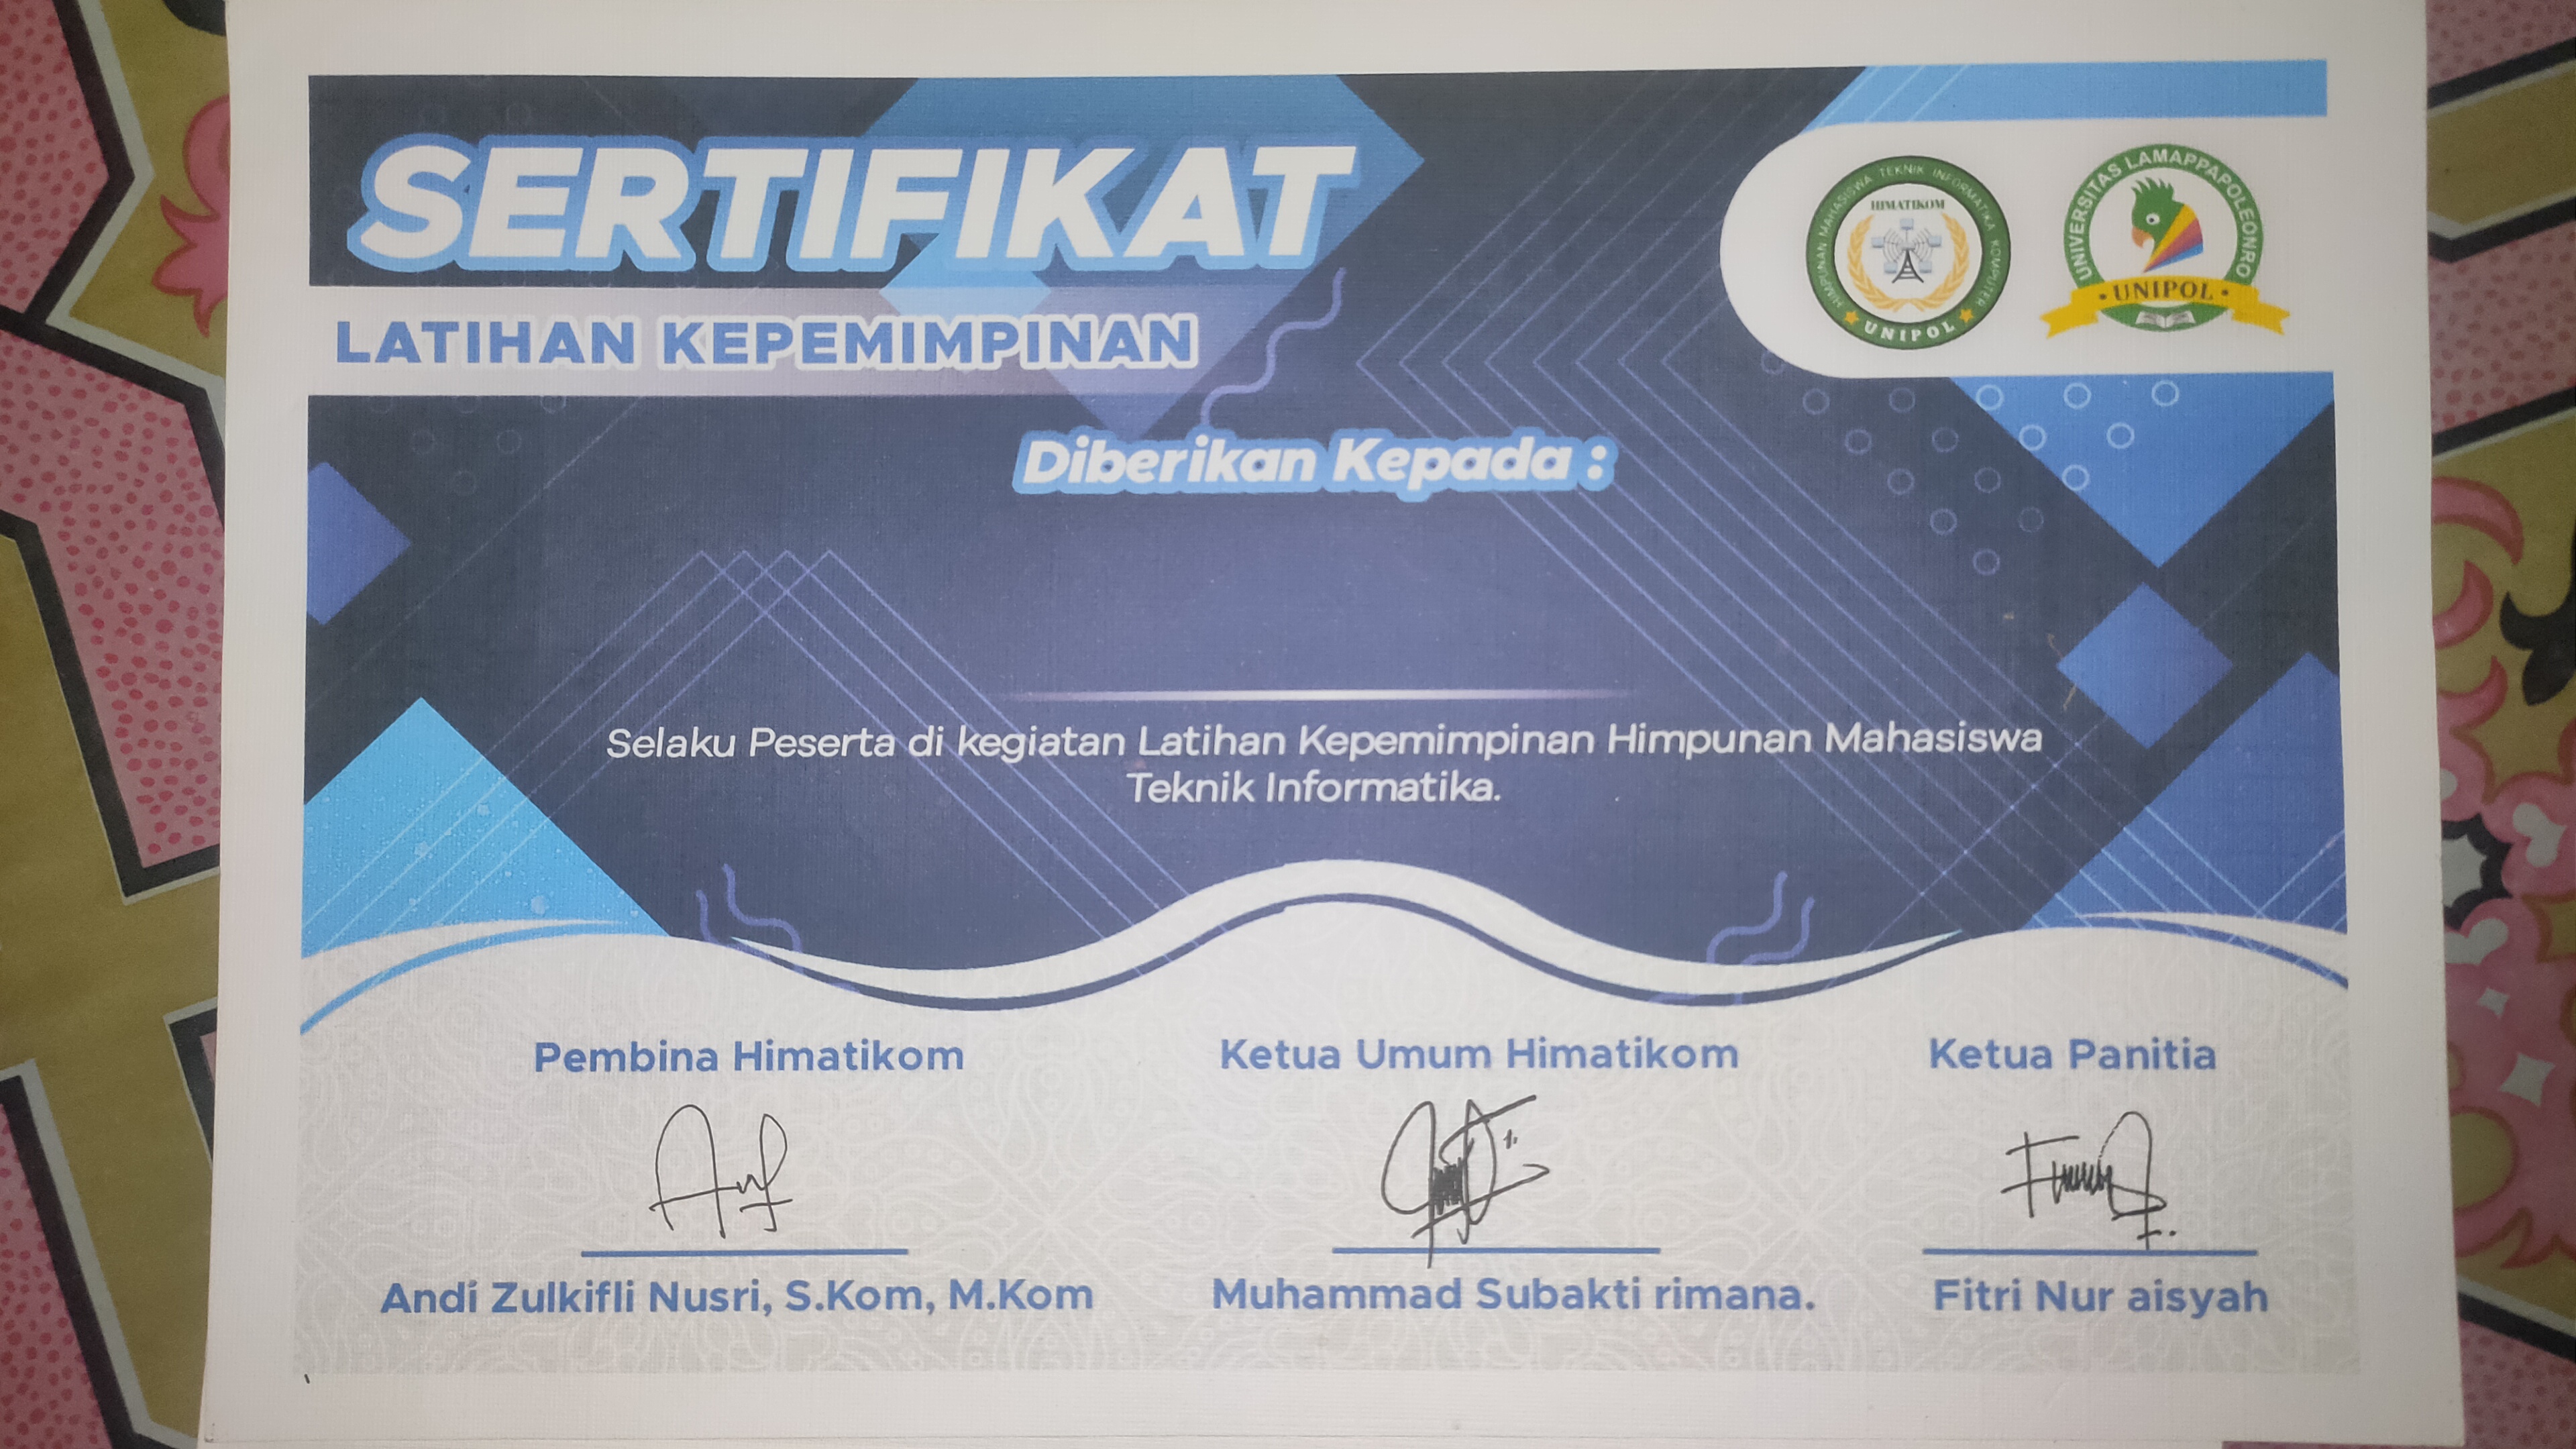 SERTIFIKAT
LATIHAN KEPEMIMPINAN
HIMPUNAN MAHASISWA TEKNIK INFORMATIKA KOMPUTER
HIMATIKOM
UNIPOL
UNIVERSITAS LAMAPPAPOLEONRO
UNIPOL
Diberikan Kepada :
Selaku Peserta di kegiatan Latihan Kepemimpinan Himpunan Mahasiswa
Teknik Informatika.
Pembina Himatikom
Ketua Umum Himatikom
Ketua Panitia
Andi Zulkifli Nusri, S.Kom, M.Kom
Muhammad Subakti rimana.
Fitri Nur aisyah